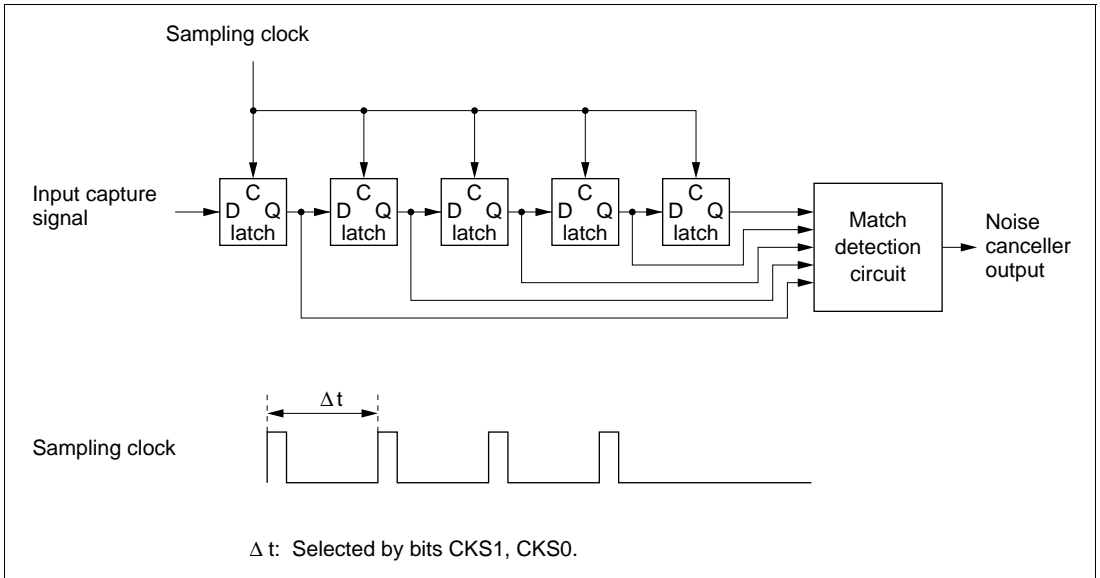 Sampling clock
Input capture
signal
C
D Q
latch
C
D Q
latch
C
D Q
latch
C
D Q
latch
C
D Q
latch
Match
detection
circuit
Noise
canceller
output
Δ t
Sampling clock
Δ t: Selected by bits CKS1, CKS0.